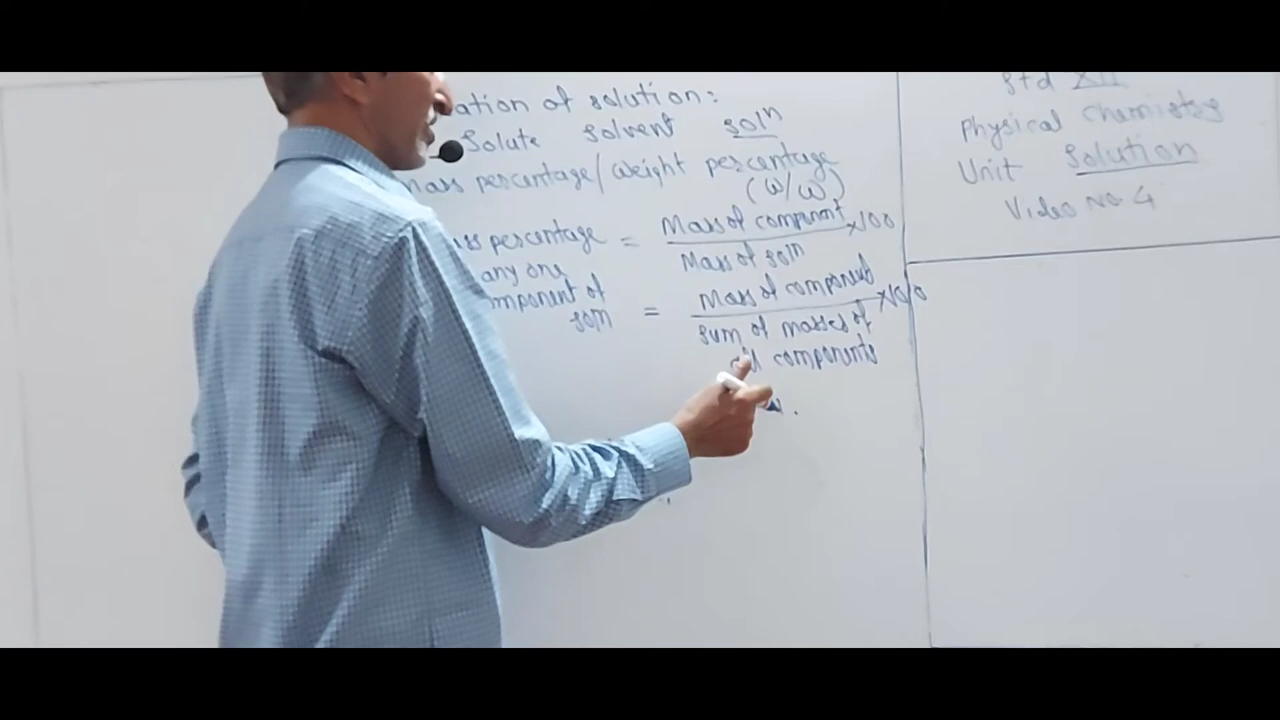 ation of solution:
Solute solvent solⁿ
mass percentage/weight percentage
(w/w)
ss percentage = Mass of component ×100
Mass of solⁿ
any one
mponent of
solⁿ
= Mass of component ×100
sum of masses of
all components
Std XII
Physical Chemistry
Unit Solution
Video No. 4